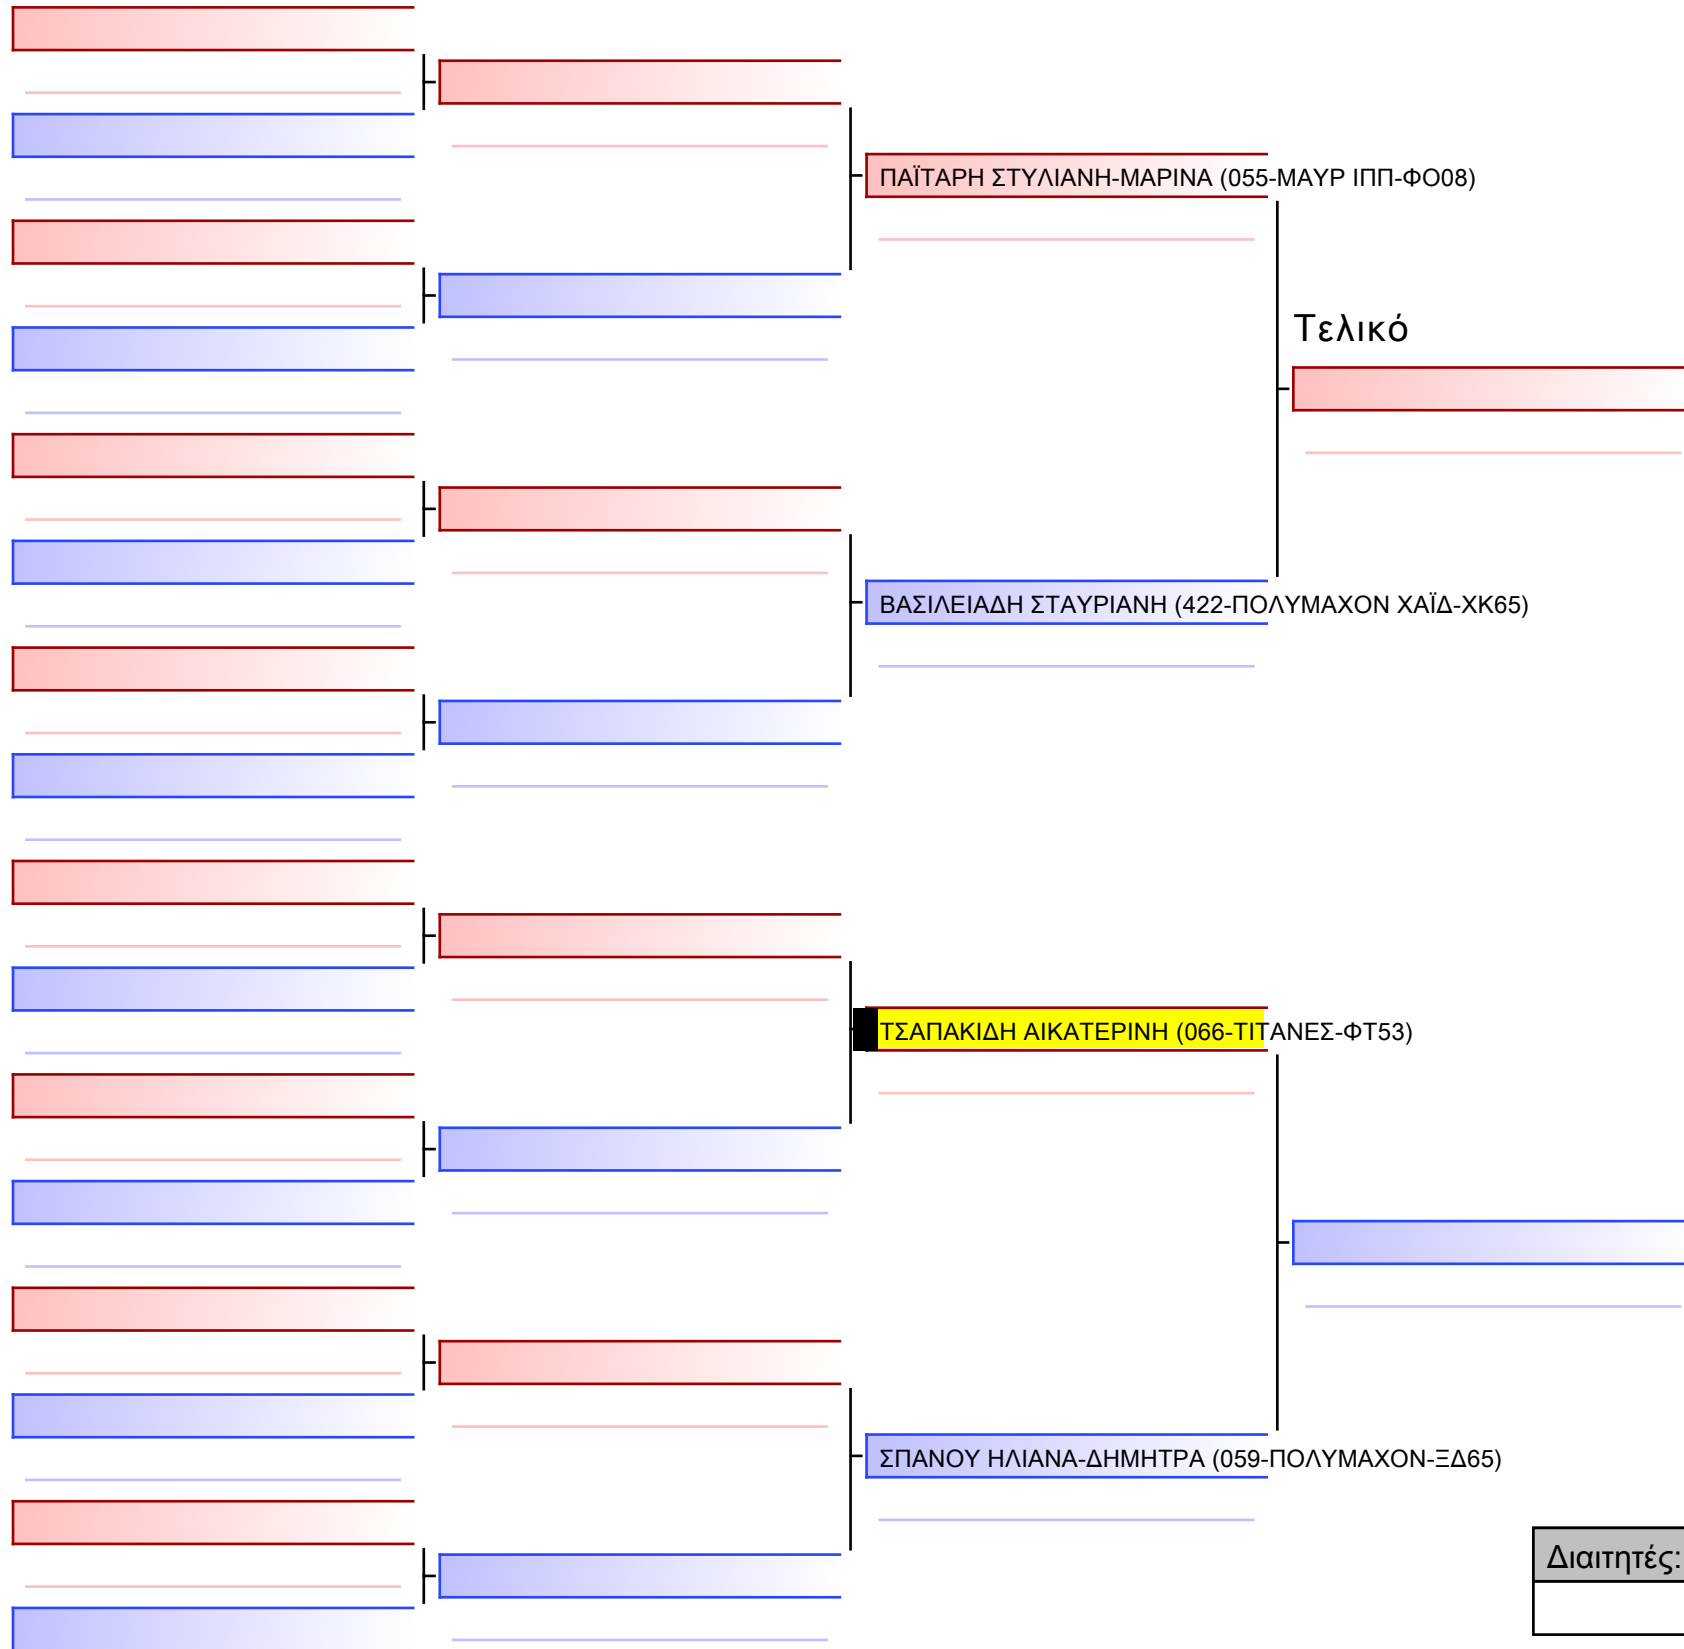 ΠΑΪΤΑΡΗ ΣΤΥΛΙΑΝΗ-ΜΑΡΙΝΑ (055-ΜΑΥΡ ΙΠΠ-ΦΟ08)
Τελικό
ΒΑΣΙΛΕΙΑΔΗ ΣΤΑΥΡΙΑΝΗ (422-ΠΟΛΥΜΑΧΟΝ ΧΑΪΔ-ΧΚ65)
ΤΣΑΠΑΚΙΔΗ ΑΙΚΑΤΕΡΙΝΗ (066-ΤΙΤΑΝΕΣ-ΦΤ53)
ΣΠΑΝΟΥ ΗΛΙΑΝΑ-ΔΗΜΗΤΡΑ (059-ΠΟΛΥΜΑΧΟΝ-ΞΔ65)
Διαιτητές: